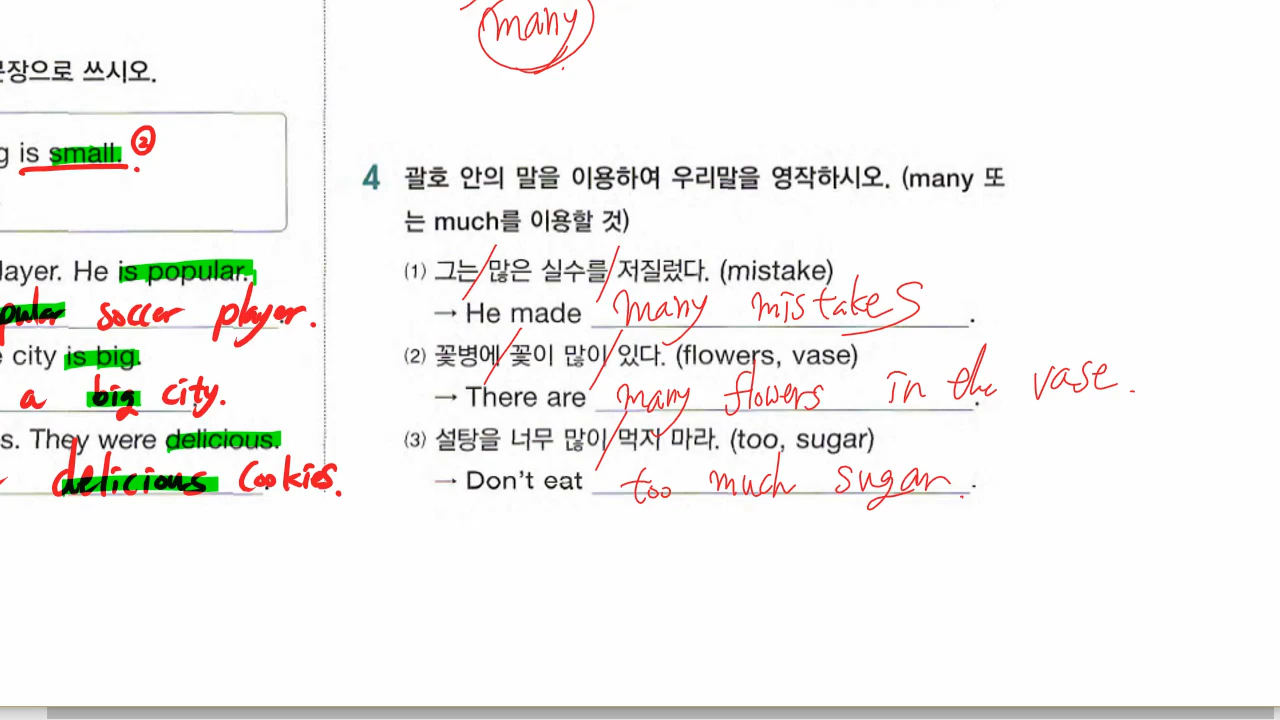 many
문장으로 쓰시오.
g is small. ②
layer. He is popular.
pular soccer player.
e city is big.
a big city.
s. They were delicious.
delicious cookies.
4 괄호 안의 말을 이용하여 우리말을 영작하시오. (many 또
는 much를 이용할 것)
(1) 그는 많은 실수를 저질렀다. (mistake)
→ He made many mistakes.
(2) 꽃병에 꽃이 많이 있다. (flowers, vase)
→ There are many flowers in the vase.
(3) 설탕을 너무 많이 먹지 마라. (too, sugar)
→ Don't eat too much sugar.